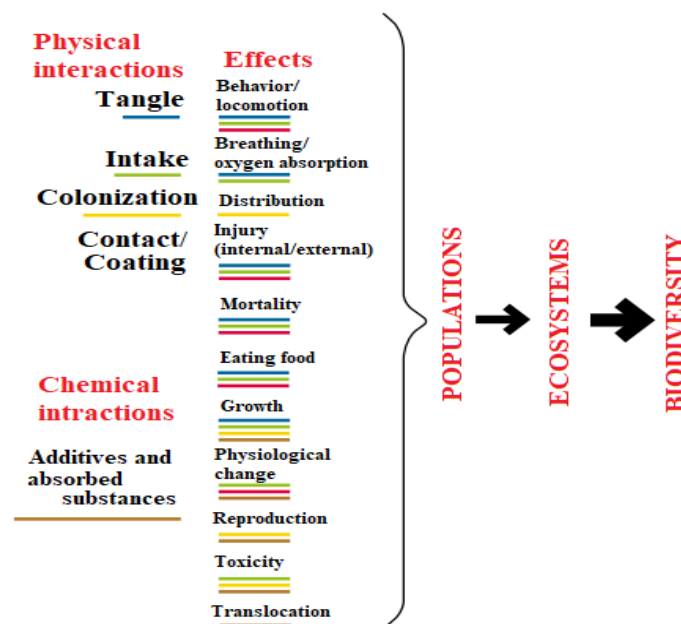 Physical
interactions
Tangle
Intake
Colonization
Contact/
Coating
Chemical
intractions
Additives and
absorbed
substances
Effects
Behavior/
locomotion
Breathing/
oxygen absorption
Distribution
Injury
(internal/external)
Mortality
Eating food
Growth
Physiological
change
Reproduction
Toxicity
Translocation
POPULATIONS
ECOSYSTEMS
BIODIVERSITY